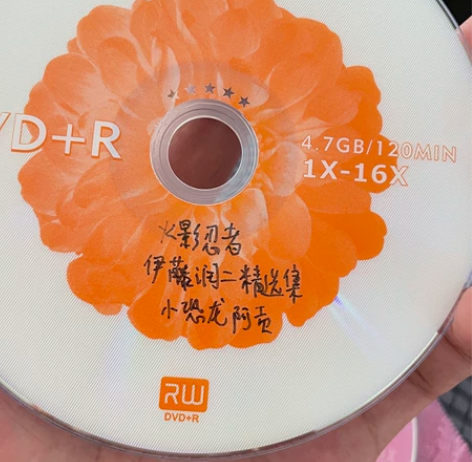 VD+R
4.7GB/120MIN
1X-16X
火影忍者
伊藤润二精选集
小恐龙阿贡
RW
DVD+R